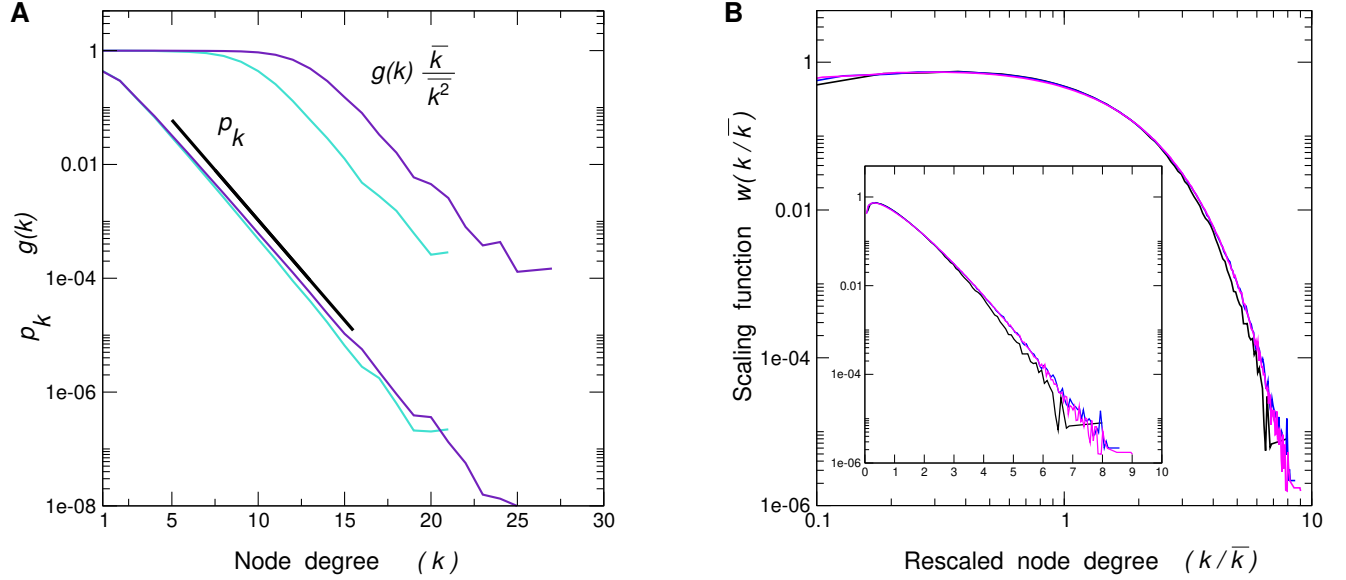 A
1
0.01
1e-04
1e-06
1e-08
g(k)
p_k
g(k) k̅ / k̅²̅
p_k
1 5 10 15 20 25 30
Node degree (k)
B
1
0.01
1e-04
1e-06
Scaling function w(k/k̅)
1
0.01
1e-04
1e-06
0 1 2 3 4 5 6 7 8 9 10
0.1 1 10
Rescaled node degree (k/k̅)